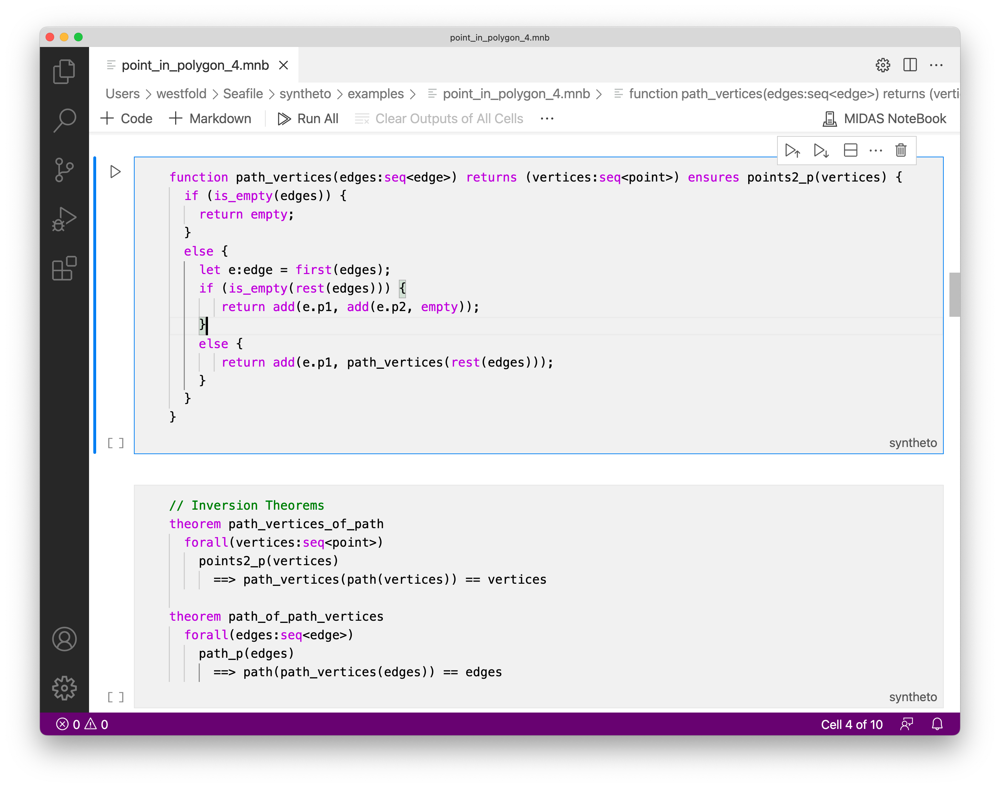 point_in_polygon_4.mnb
point_in_polygon_4.mnb
Users > westfold > Seafile > syntheto > examples > point_in_polygon_4.mnb > function path_vertices(edges:seq<edge>) returns (verti
Code Markdown Run All Clear Outputs of All Cells ··· MIDAS NoteBook
function path_vertices(edges:seq<edge>) returns (vertices:seq<point>) ensures points2_p(vertices) {
if (is_empty(edges)) {
return empty;
}
else {
let e:edge = first(edges);
if (is_empty(rest(edges))) {
return add(e.p1, add(e.p2, empty));
}
else {
return add(e.p1, path_vertices(rest(edges)));
}
}
}
[ ] syntheto
// Inversion Theorems
theorem path_vertices_of_path
forall(vertices:seq<point>)
points2_p(vertices)
==> path_vertices(path(vertices)) == vertices
theorem path_of_path_vertices
forall(edges:seq<edge>)
path_p(edges)
==> path(path_vertices(edges)) == edges
[ ] syntheto
0 0 Cell 4 of 10